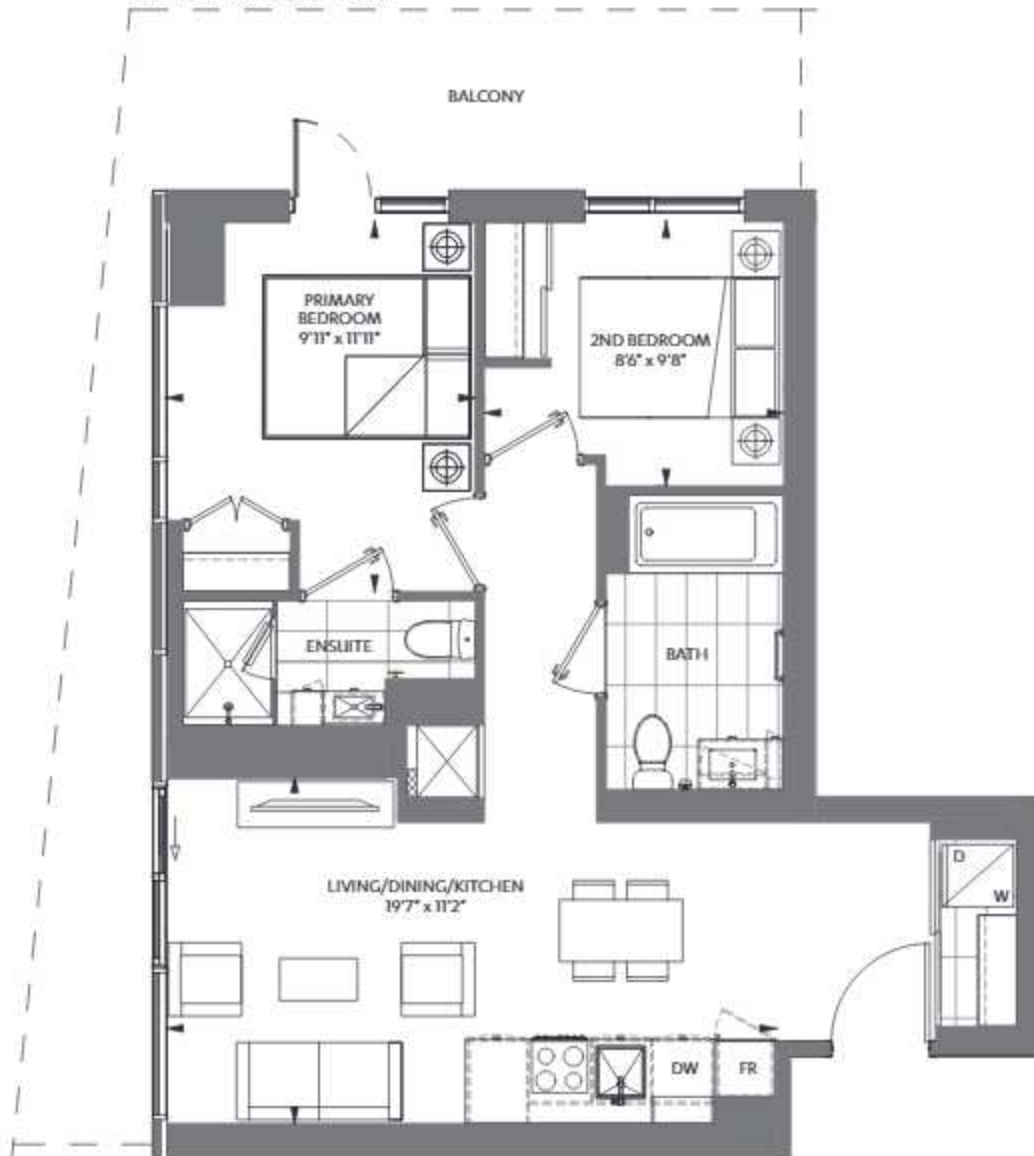 BALCONY
PRIMARY
BEDROOM
9'11" x 11'11"
2ND BEDROOM
8'6" x 9'8"
ENSUITE
BATH
LIVING/DINING/KITCHEN
19'7" x 11'2"
D
W
DW
FR